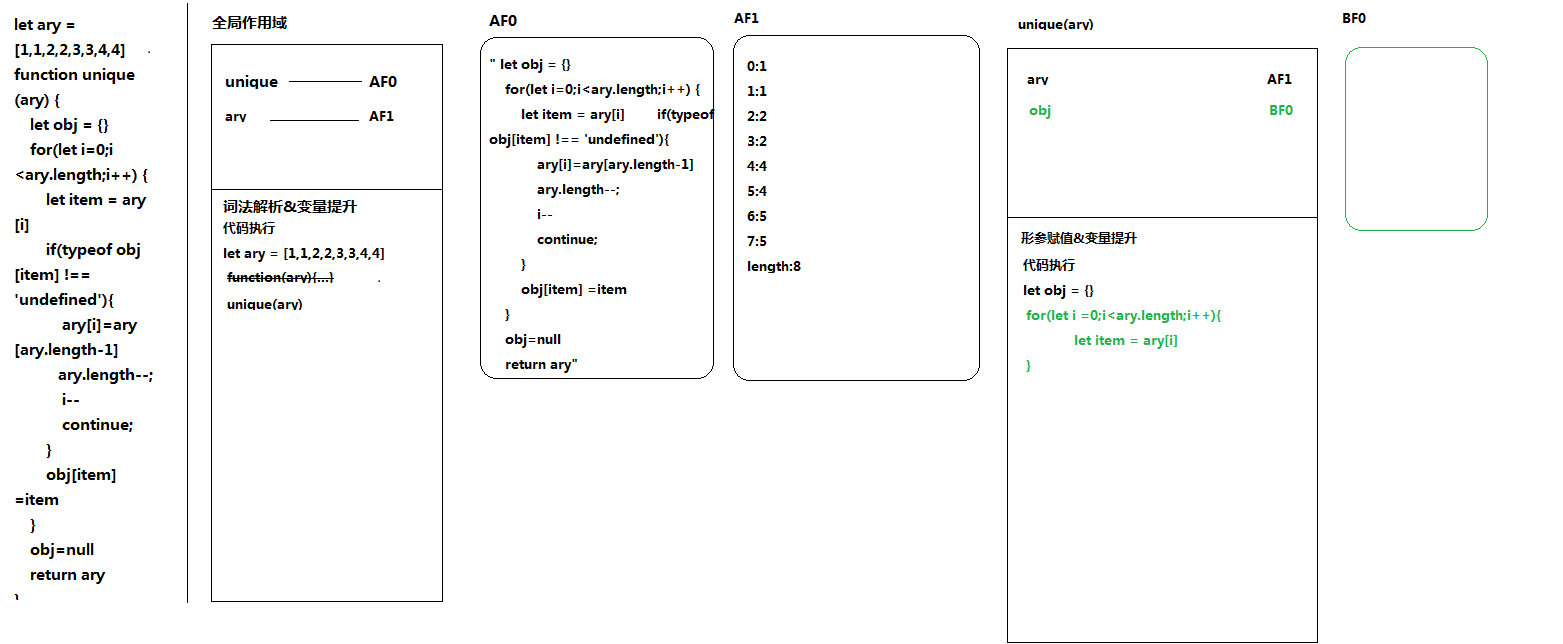 let ary =
[1,1,2,2,3,3,4,4]
function unique
(ary) {
let obj = {}
for(let i=0;i
<ary.length;i++) {
let item = ary
[i]
if(typeof obj
[item] !==
'undefined'){
ary[i]=ary
[ary.length-1]
ary.length--;
i--
continue;
}
obj[item]
=item
}
obj=null
return ary
}
全局作用域
unique AF0
ary AF1
词法解析&变量提升
代码执行
let ary = [1,1,2,2,3,3,4,4]
function(ary){...}
unique(ary)
AF0
" let obj = {}
for(let i=0;i<ary.length;i++) {
let item = ary[i] if(typeof
obj[item] !== 'undefined'){
ary[i]=ary[ary.length-1]
ary.length--;
i--
continue;
}
obj[item] =item
}
obj=null
return ary"
AF1
0:1
1:1
2:2
3:2
4:4
5:4
6:5
7:5
length:8
unique(ary)
ary AF1
obj BF0
形参赋值&变量提升
代码执行
let obj = {}
for(let i =0;i<ary.length;i++){
let item = ary[i]
}
BF0